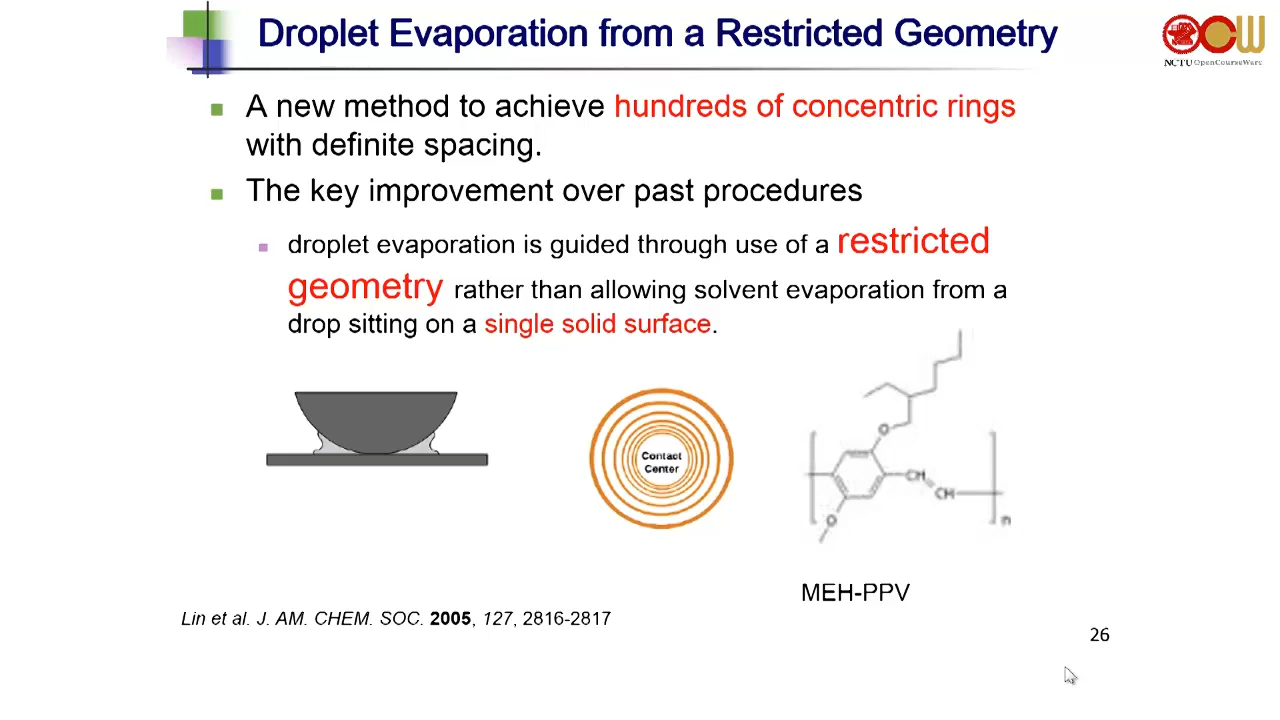 Droplet Evaporation from a Restricted Geometry
NCTU OpenCourseWare
A new method to achieve hundreds of concentric rings
with definite spacing.
The key improvement over past procedures
droplet evaporation is guided through use of a restricted
geometry rather than allowing solvent evaporation from a
drop sitting on a single solid surface.
Contact
Center
O
CH
CH
O
n
MEH-PPV
Lin et al. J. AM. CHEM. SOC. 2005, 127, 2816-2817
26